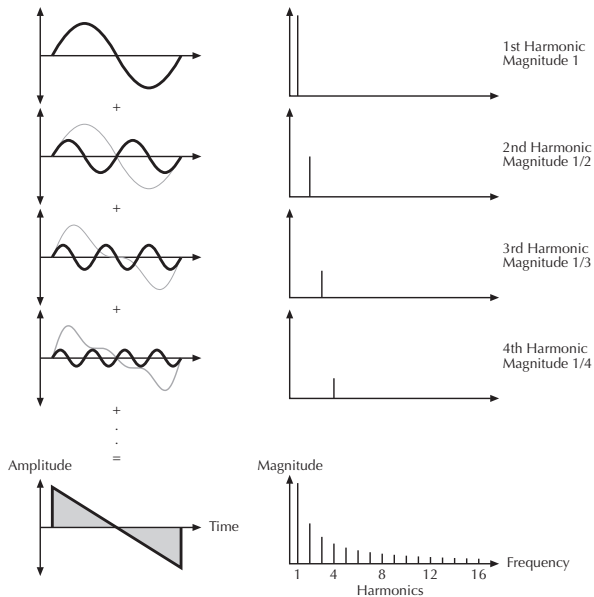 1st Harmonic
Magnitude 1
+
2nd Harmonic
Magnitude 1/2
+
3rd Harmonic
Magnitude 1/3
+
4th Harmonic
Magnitude 1/4
+
.
.
=
Amplitude
Magnitude
Time
Frequency
1 4 8 12 16
Harmonics